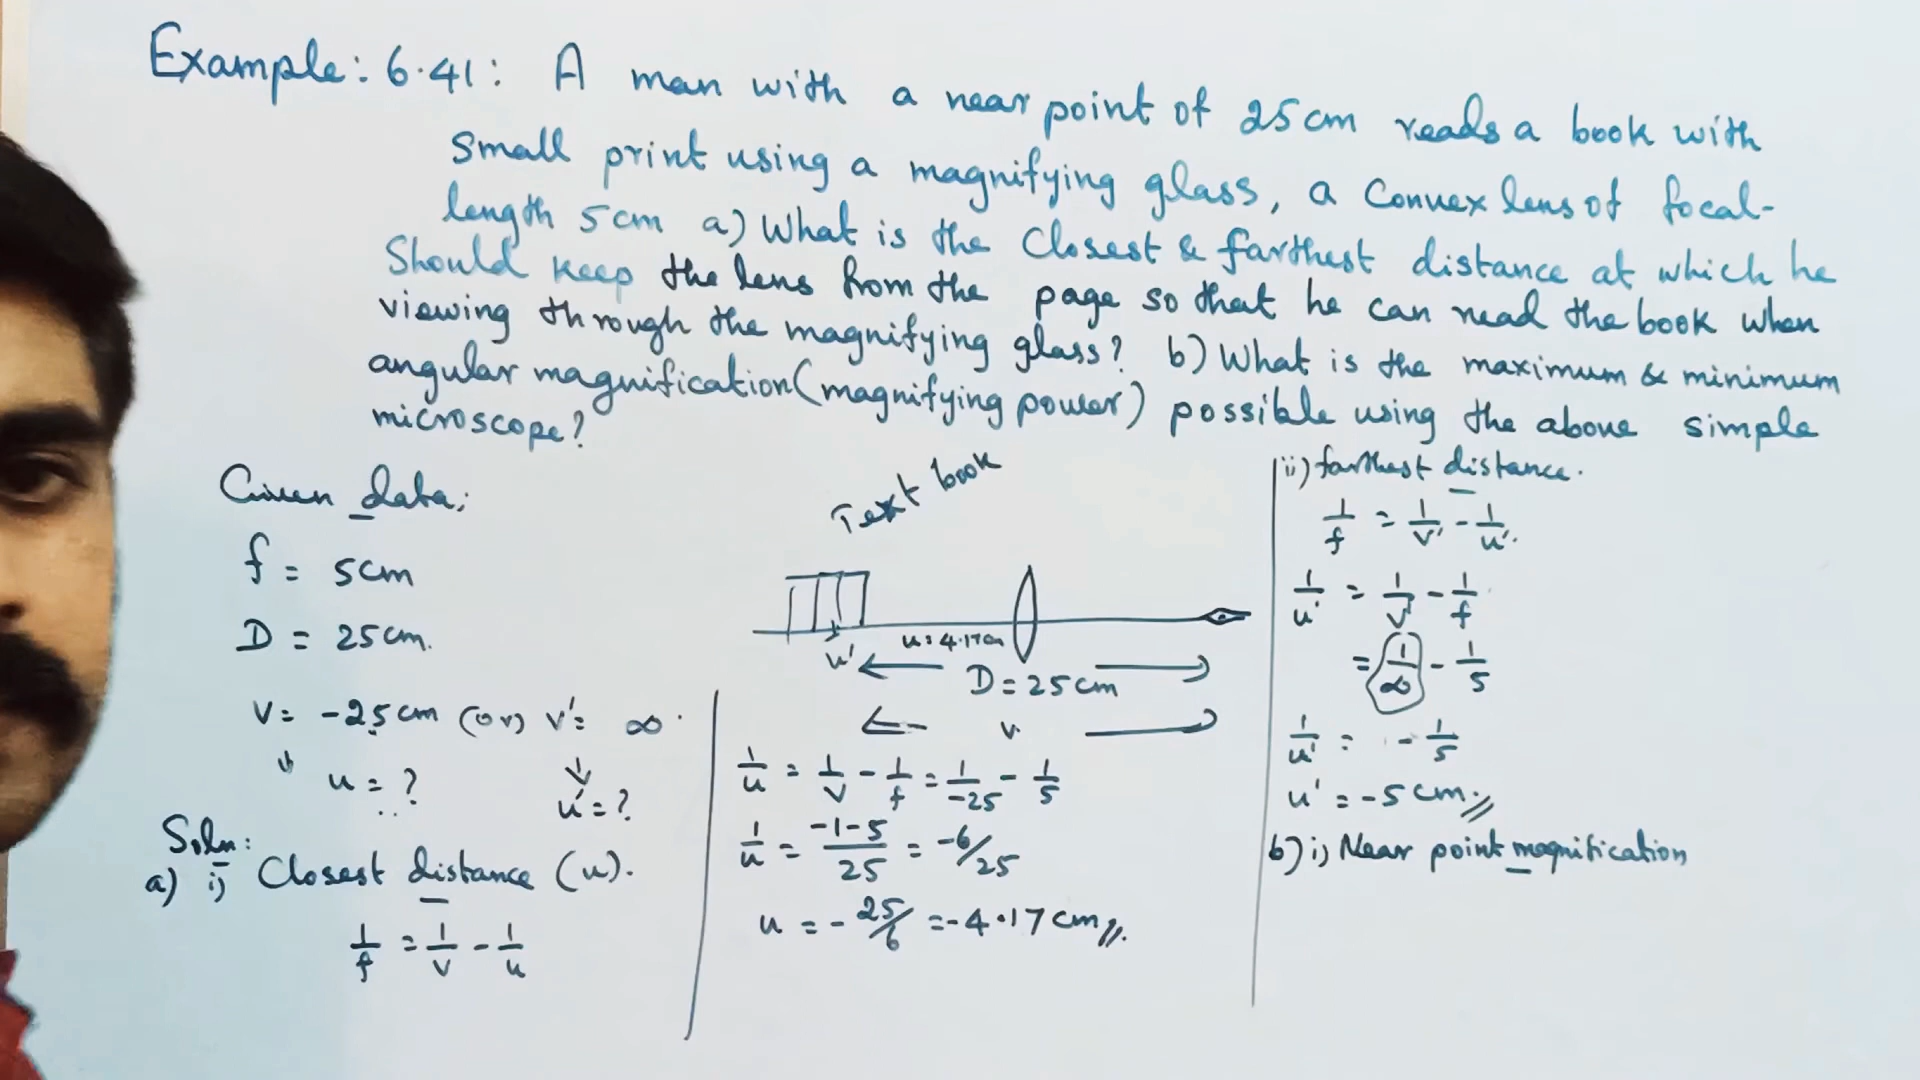 Example: 6.41: A man with a near point of 25cm reads a book with
small print using a magnifying glass, a Convex lens of focal-
length 5cm a) What is the Closest & farthest distance at which he
Should keep the lens from the page so that he can read the book when
viewing through the magnifying glass? b) What is the maximum & minimum
angular magnification (magnifying power) possible using the above simple
microscope?
Given data:
f = 5cm
D = 25cm.
V = -25cm (or) V' = ∞.
↓ ↓
u = ? u' = ?
Soln:
a) i) Closest distance (u).
1/f = 1/V - 1/u
Text book
u' u = 4.17cm
D = 25cm
v
1/u = 1/V - 1/f = 1/-25 - 1/5
1/u = -1-5/25 = -6/25
u = -25/6 = -4.17cm//.
ii) farthest distance.
1/f = 1/V' - 1/u'.
1/u' = 1/V' - 1/f
= 1/∞ - 1/5
1/u' = - 1/5
u' = -5cm//
b) i) Near point magnification